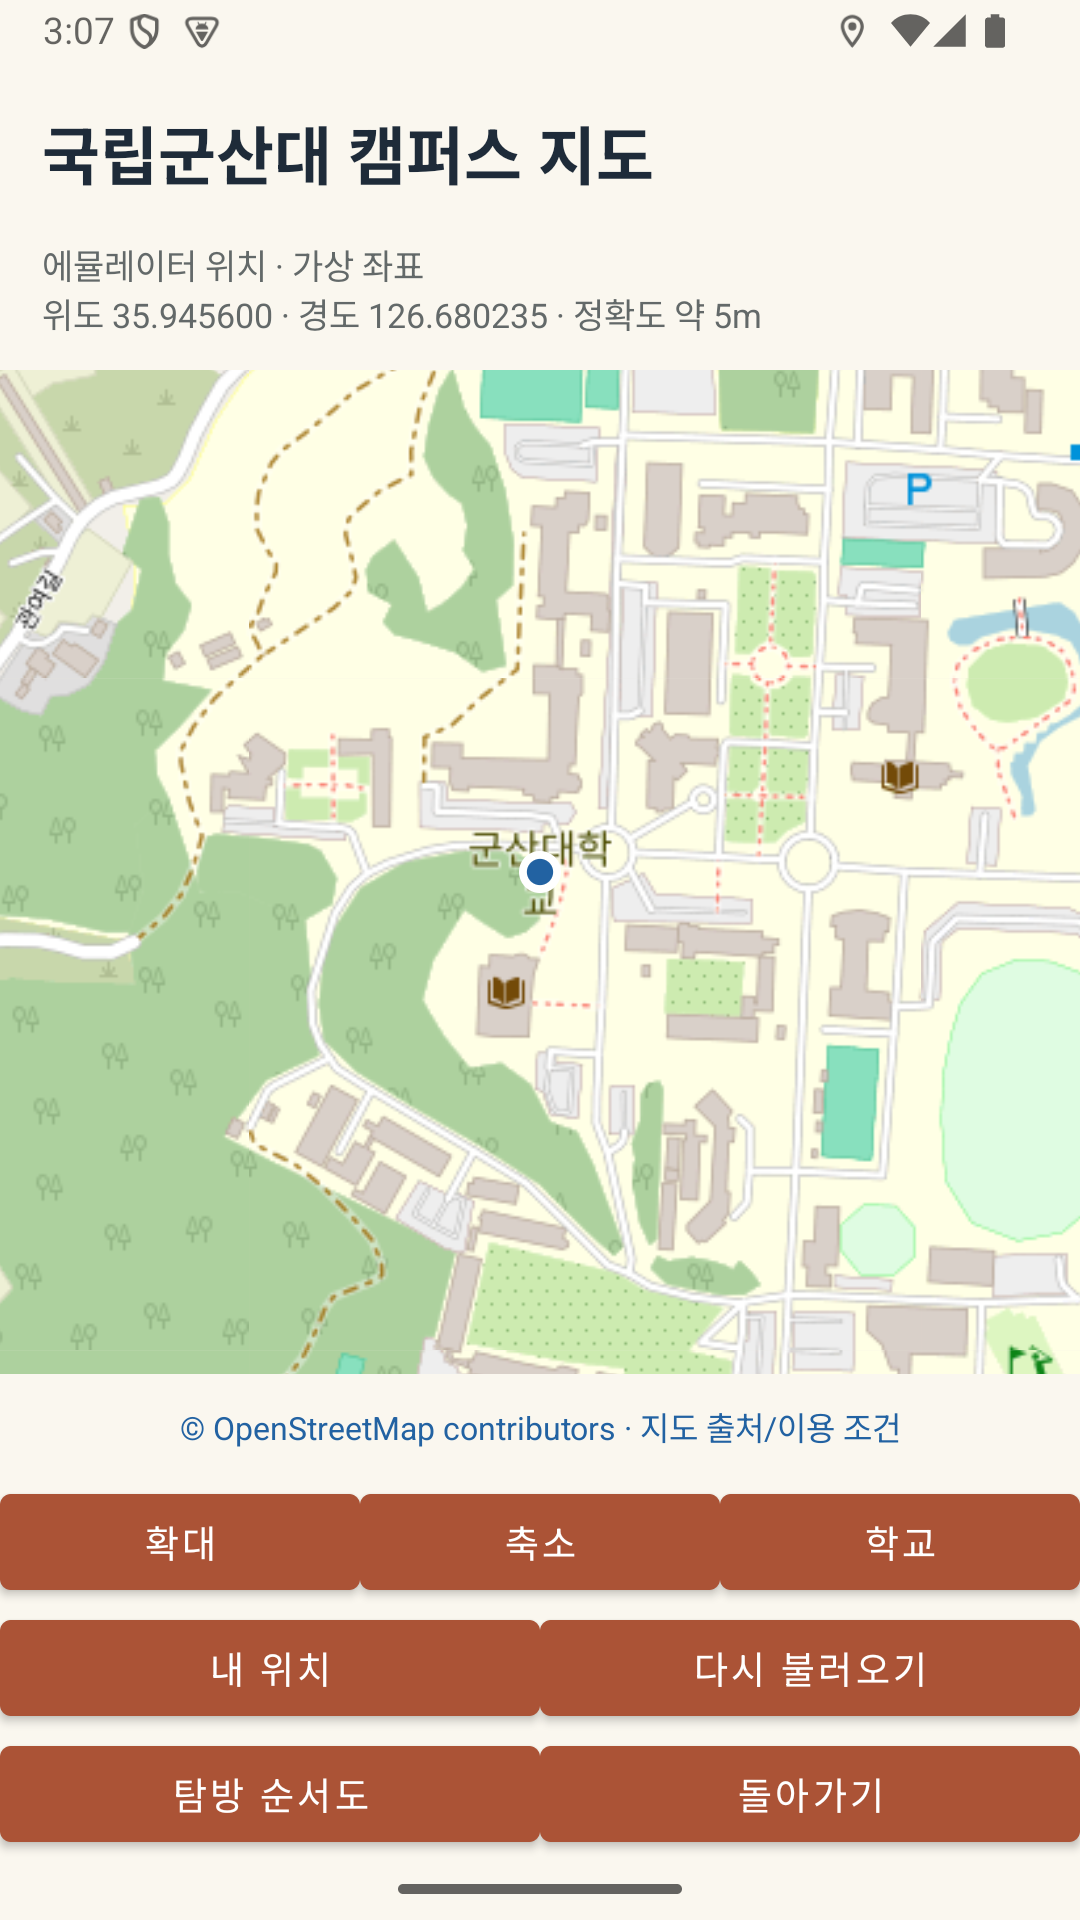 3:07
국립군산대 캠퍼스 지도
에뮬레이터 위치 · 가상 좌표
위도 35.945600 · 경도 126.680235 · 정확도 약 5m
P
관여길
군산대학
교
© OpenStreetMap contributors · 지도 출처/이용 조건
확대 축소 학교
내 위치 다시 불러오기
탐방 순서도 돌아가기